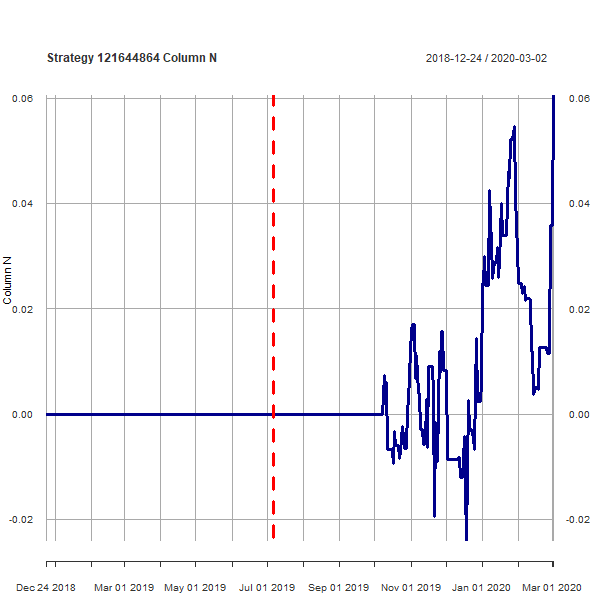 Strategy 121644864 Column N
2018-12-24 / 2020-03-02
0.06
0.06
0.04
0.04
0.02
0.02
0.00
0.00
-0.02
-0.02
Column N
Dec 24 2018
Mar 01 2019
May 01 2019
Jul 01 2019
Sep 01 2019
Nov 01 2019
Jan 01 2020
Mar 01 2020